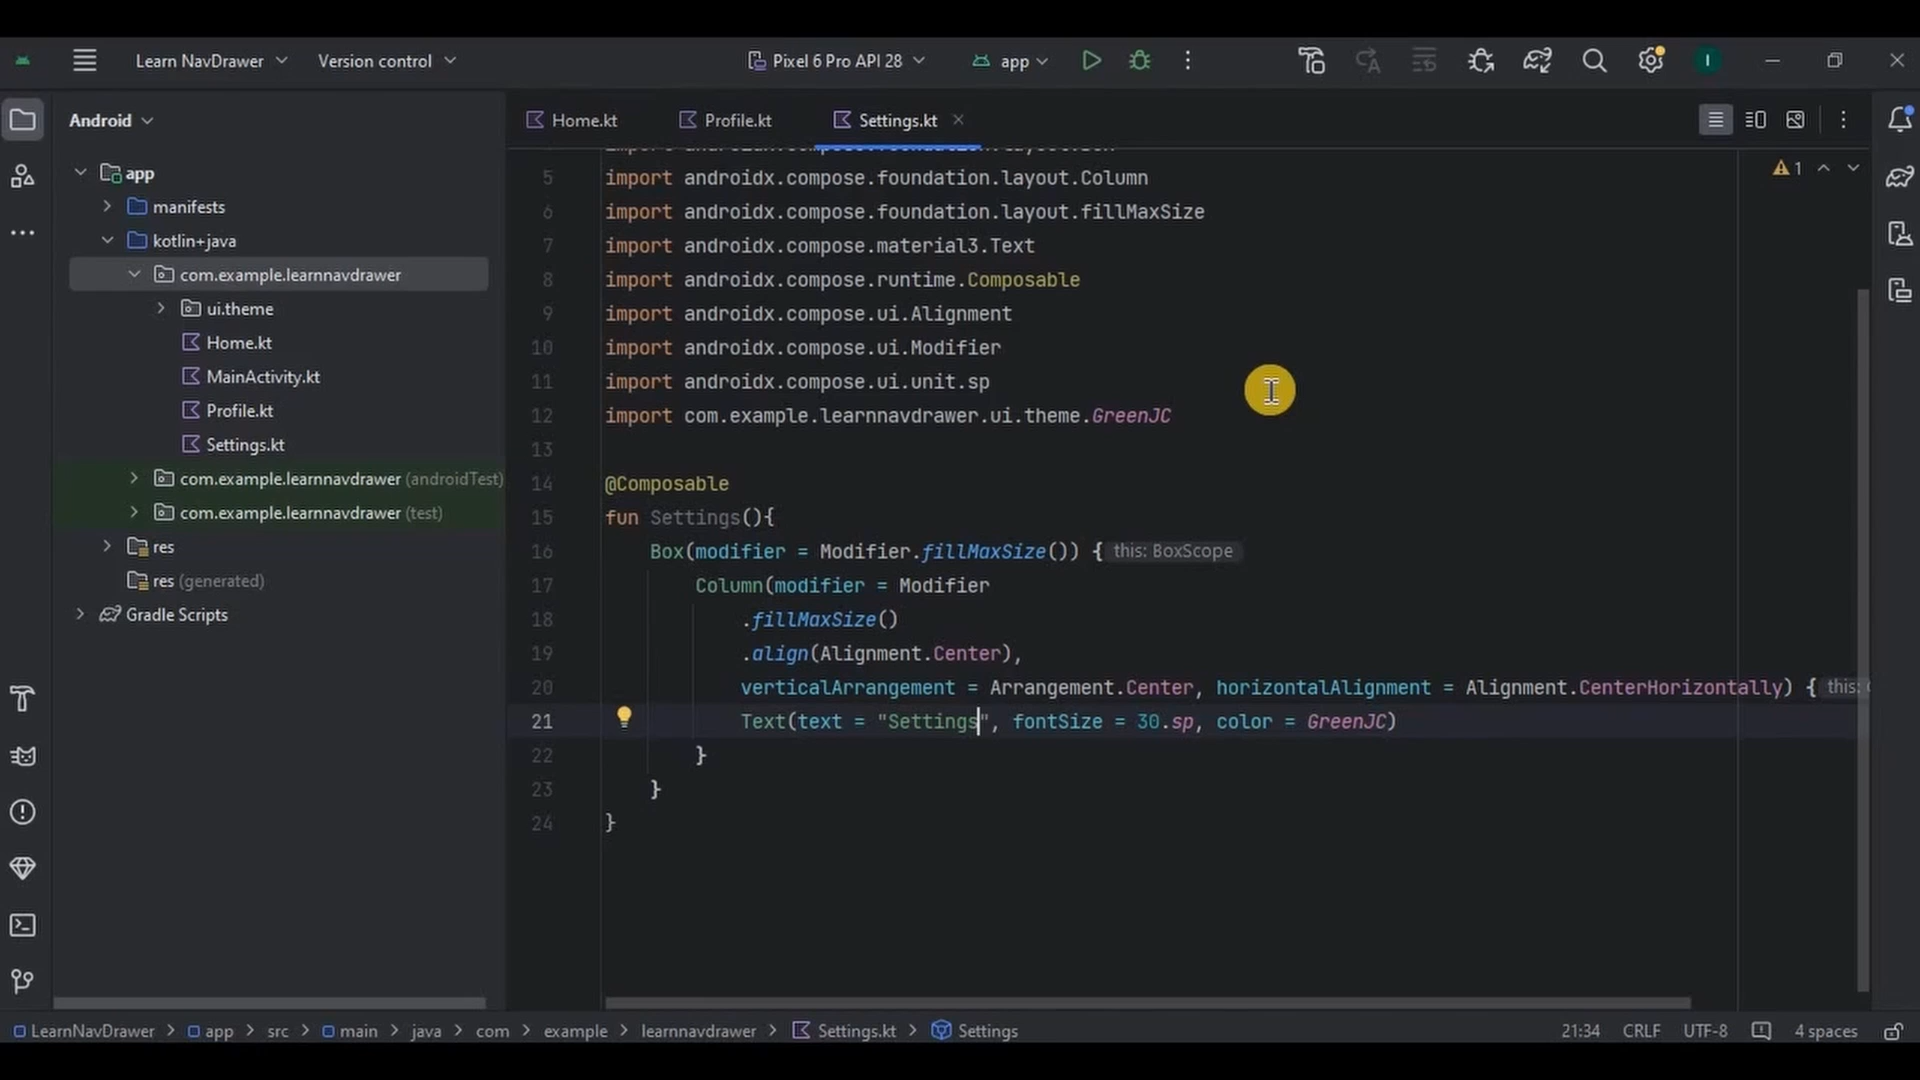 Learn NavDrawer
Version control
Pixel 6 Pro API 28
app
I
Android
Home.kt
Profile.kt
Settings.kt
app
manifests
kotlin+java
com.example.learnnavdrawer
ui.theme
Home.kt
MainActivity.kt
Profile.kt
Settings.kt
com.example.learnnavdrawer (androidTest)
com.example.learnnavdrawer (test)
res
res (generated)
Gradle Scripts
1
5 import androidx.compose.foundation.layout.Column
6 import androidx.compose.foundation.layout.fillMaxSize
7 import androidx.compose.material3.Text
8 import androidx.compose.runtime.Composable
9 import androidx.compose.ui.Alignment
10 import androidx.compose.ui.Modifier
11 import androidx.compose.ui.unit.sp
12 import com.example.learnnavdrawer.ui.theme.GreenJC
13
14 @Composable
15 fun Settings(){
16 Box(modifier = Modifier.fillMaxSize()) { this: BoxScope
17 Column(modifier = Modifier
18 .fillMaxSize()
19 .align(Alignment.Center),
20 verticalArrangement = Arrangement.Center, horizontalAlignment = Alignment.CenterHorizontally) { this:
21 Text(text = "Settings", fontSize = 30.sp, color = GreenJC)
22 }
23 }
24 }
LearnNavDrawer > app > src > main > java > com > example > learnnavdrawer > Settings.kt > Settings
21:34 CRLF UTF-8 4 spaces